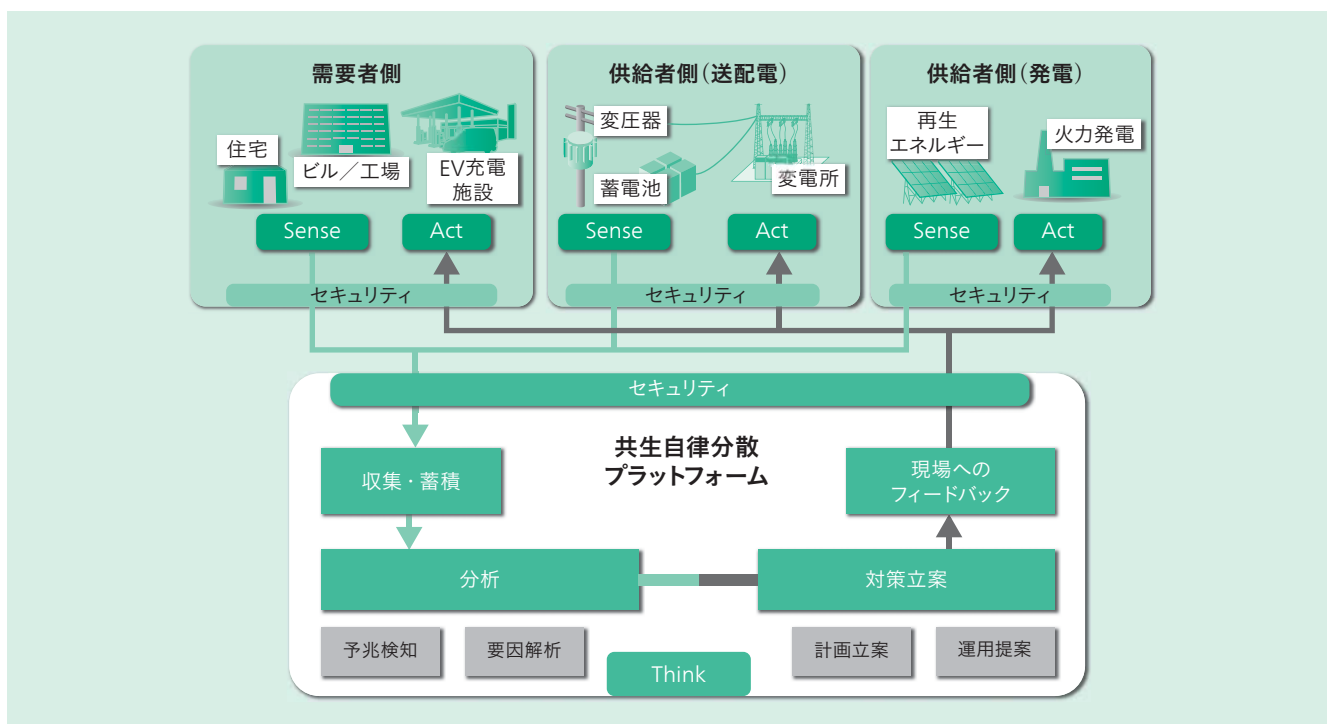 需要者側
住宅
ビル／工場
EV充電
施設
Sense
Act
セキュリティ
供給者側（送配電）
変圧器
蓄電池
変電所
Sense
Act
セキュリティ
供給者側（発電）
再生
エネルギー
火力発電
Sense
Act
セキュリティ
セキュリティ
共生自律分散
プラットフォーム
収集・蓄積
現場への
フィードバック
分析
対策立案
予兆検知
要因解析
計画立案
運用提案
Think